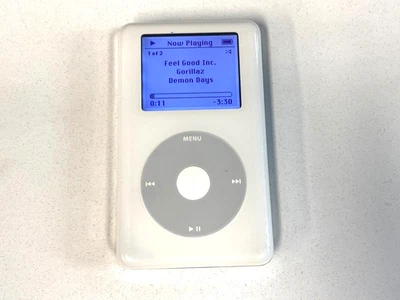 Now Playing
1 of 2
Feel Good Inc.
Gorillaz
Demon Days
0:11 -3:30
MENU